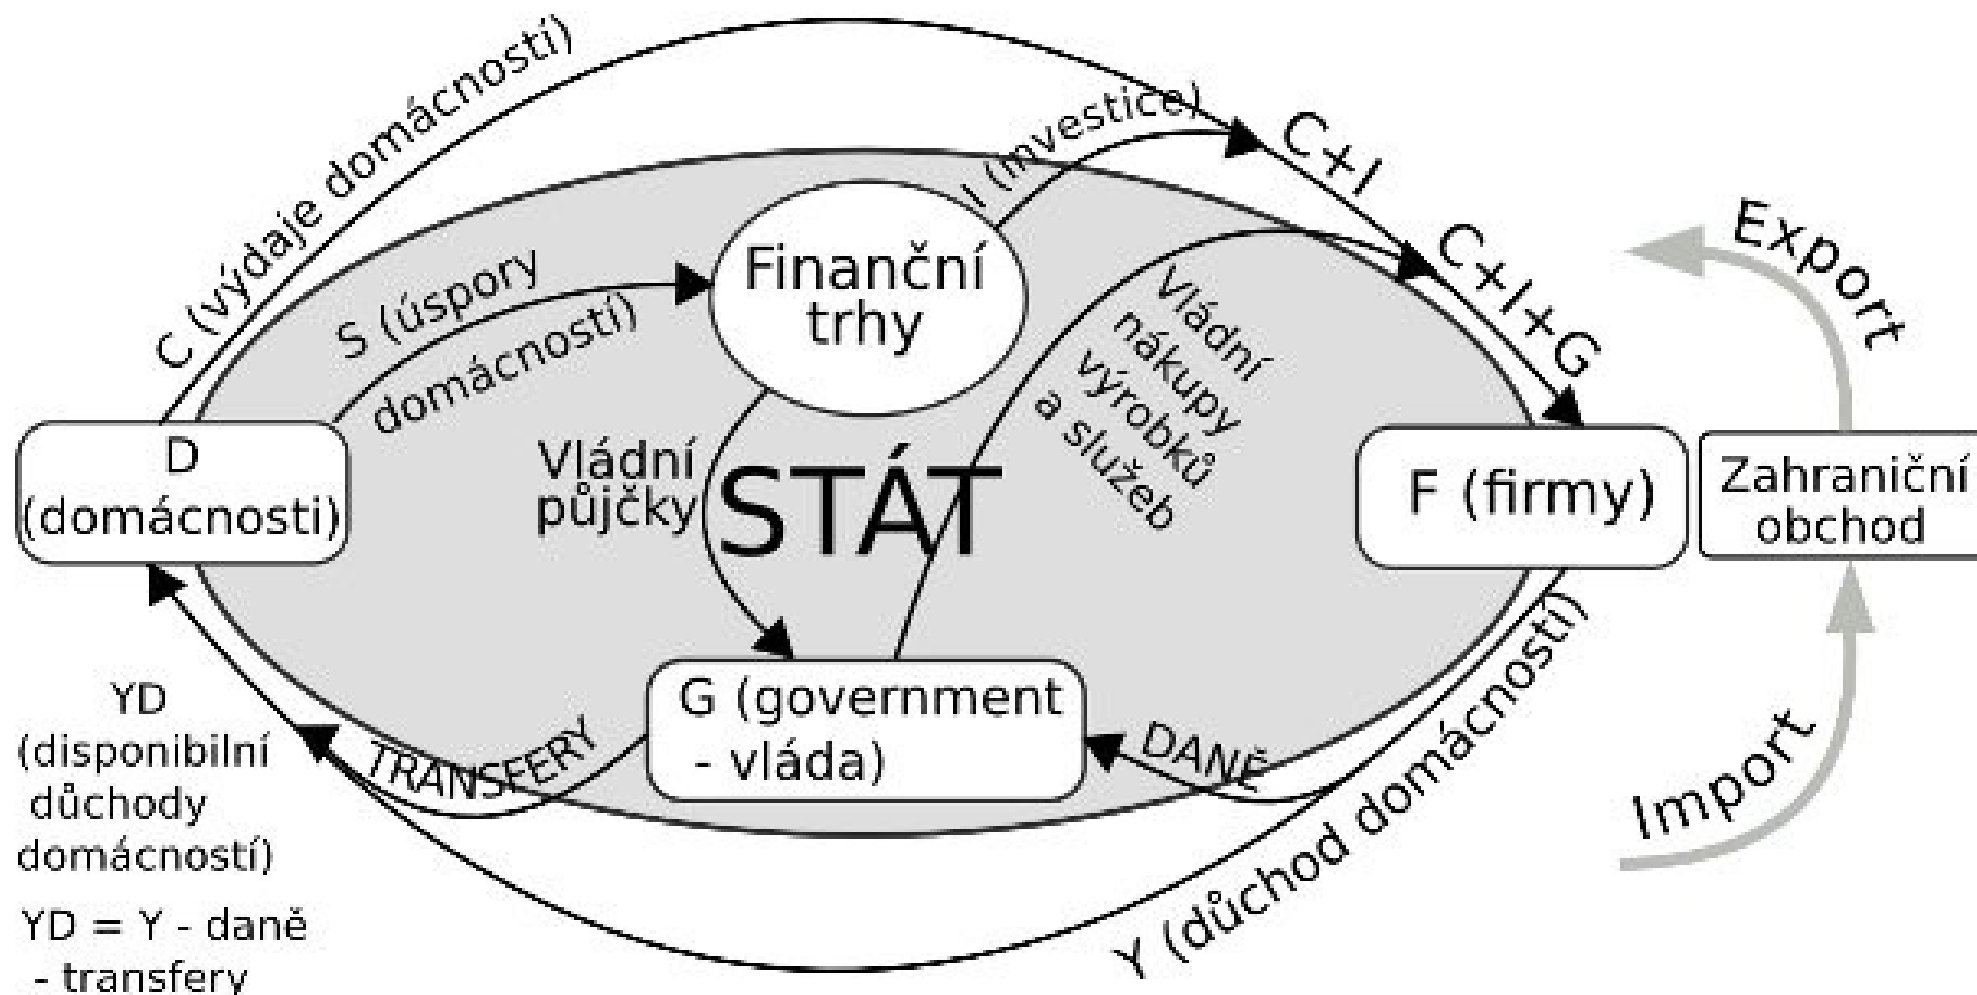 C (výdaje domácností)
I (investice)
C+I
C+I+G
Export
S (úspory
domácností)
Finanční
trhy
Vládní
nákupy
výrobků
a služeb
D
(domácnosti)
Vládní
půjčky
STÁT
F (firmy)
Zahraniční
obchod
G (government
- vláda)
TRANSFERY
DANĚ
Y (důchod domácností)
Import
YD
(disponibilní
důchody
domácností)
YD = Y - daně
- transfery